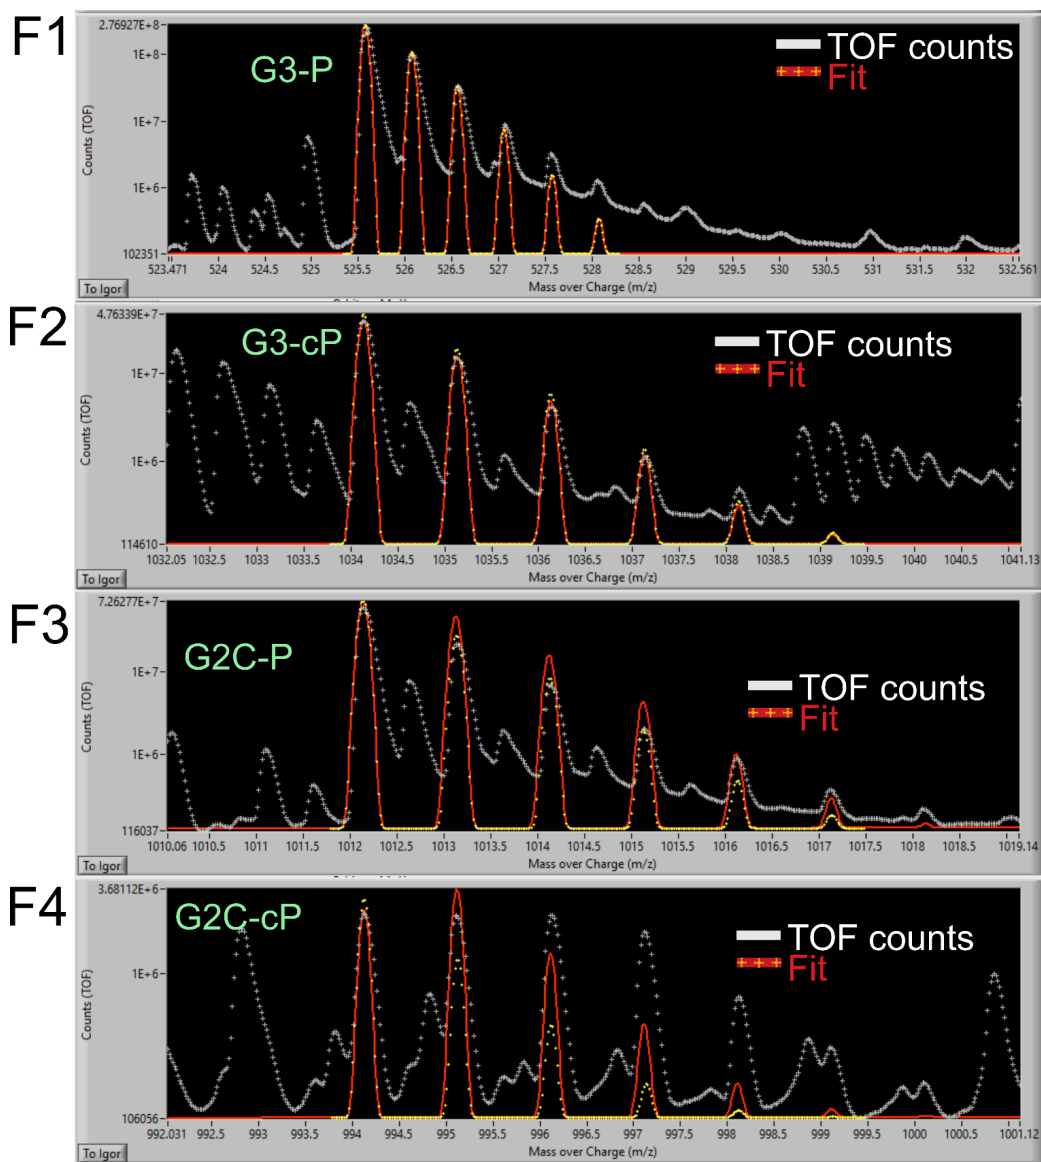 F1
2.76927E+8
1E+8
1E+7
1E+6
102351
Counts (TOF)
G3-P
TOF counts
Fit
523.471 524 524.5 525 525.5 526 526.5 527 527.5 528 528.5 529 529.5 530 530.5 531 531.5 532 532.561
To Igor
Mass over Charge (m/z)
F2
4.76339E+7
1E+7
1E+6
114610
Counts (TOF)
G3-cP
TOF counts
Fit
1032.05 1032.5 1033 1033.5 1034 1034.5 1035 1035.5 1036 1036.5 1037 1037.5 1038 1038.5 1039 1039.5 1040 1040.5 1041.13
To Igor
Mass over Charge (m/z)
F3
7.26277E+7
1E+7
1E+6
116037
Counts (TOF)
G2C-P
TOF counts
Fit
1010.06 1010.5 1011 1011.5 1012 1012.5 1013 1013.5 1014 1014.5 1015 1015.5 1016 1016.5 1017 1017.5 1018 1018.5 1019.14
To Igor
Mass over Charge (m/z)
F4
3.68112E+6
1E+6
106056
Counts (TOF)
G2C-cP
TOF counts
Fit
992.031 992.5 993 993.5 994 994.5 995 995.5 996 996.5 997 997.5 998 998.5 999 999.5 1000 1000.5 1001.12
To Igor
Mass over Charge (m/z)